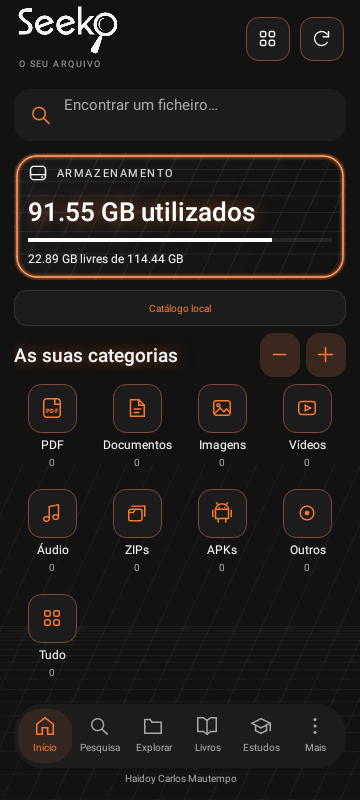 Seeko
O SEU ARQUIVO
Encontrar um ficheiro...
ARMAZENAMENTO
91.55 GB utilizados
22.89 GB livres de 114.44 GB
Catálogo local
As suas categorias
PDF
PDF Documentos Imagens Vídeos
0 0 0 0
Áudio ZIPs APKs Outros
0 0 0 0
Tudo
0
Início Pesquisa Explorar Livros Estudos Mais
Haidoy Carlos Mautempo